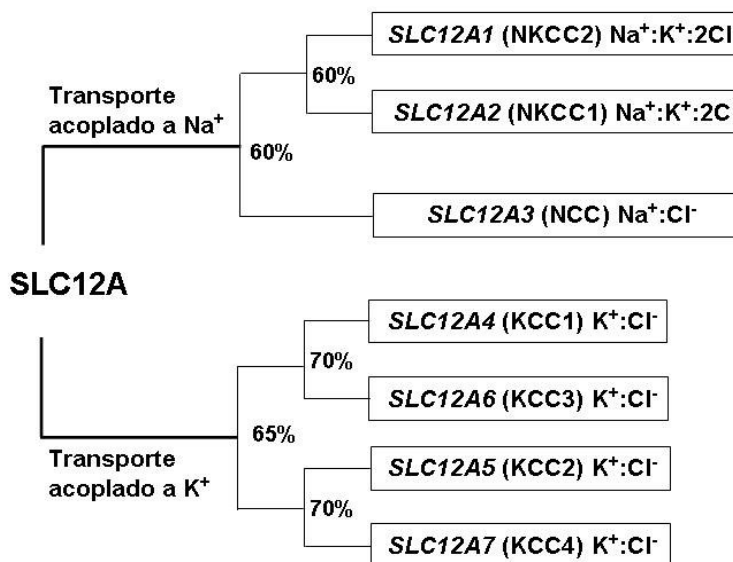 SLC12A1 (NKCC2) Na⁺:K⁺:2Cl
60%
Transporte
acoplado a Na⁺
SLC12A2 (NKCC1) Na⁺:K⁺:2C
60%
SLC12A3 (NCC) Na⁺:Cl⁻
SLC12A
SLC12A4 (KCC1) K⁺:Cl⁻
70%
SLC12A6 (KCC3) K⁺:Cl⁻
65%
Transporte
acoplado a K⁺
SLC12A5 (KCC2) K⁺:Cl⁻
70%
SLC12A7 (KCC4) K⁺:Cl⁻